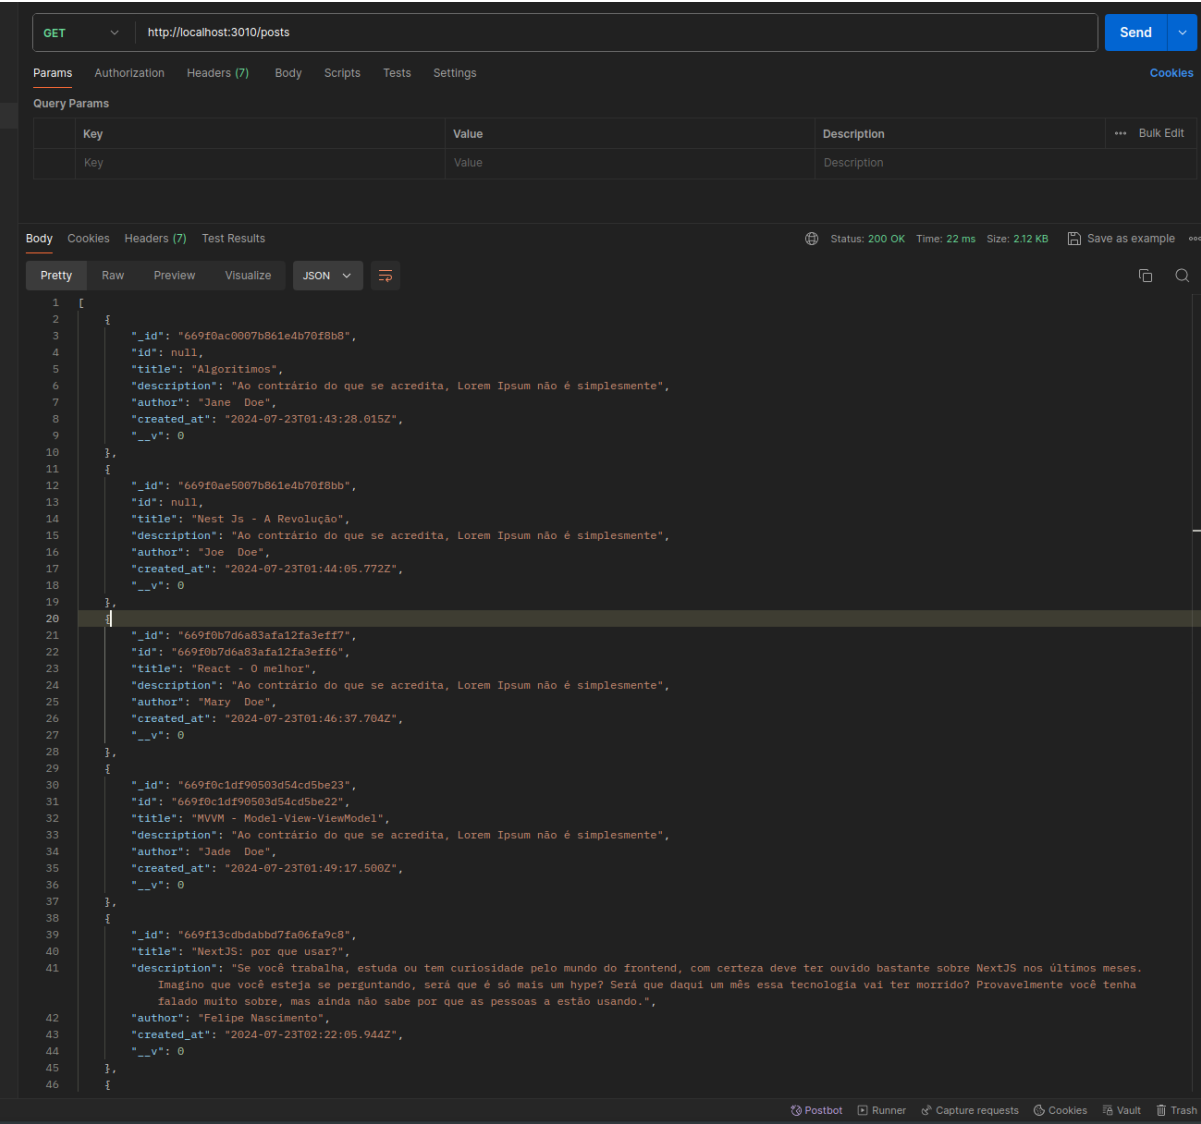 GET http://localhost:3010/posts Send
Params Authorization Headers (7) Body Scripts Tests Settings Cookies
Query Params
Key Value Description ••• Bulk Edit
Key Value Description
Body Cookies Headers (7) Test Results Status: 200 OK Time: 22 ms Size: 2.12 KB Save as example
Pretty Raw Preview Visualize JSON
1 [
2 {
3 "_id": "669f0ac0007b861e4b70f8b8",
4 "id": null,
5 "title": "Algoritimos",
6 "description": "Ao contrário do que se acredita, Lorem Ipsum não é simplesmente",
7 "author": "Jane  Doe",
8 "created_at": "2024-07-23T01:43:28.015Z",
9 "__v": 0
10 },
11 {
12 "_id": "669f0ae5007b861e4b70f8bb",
13 "id": null,
14 "title": "Nest Js - A Revolução",
15 "description": "Ao contrário do que se acredita, Lorem Ipsum não é simplesmente",
16 "author": "Joe  Doe",
17 "created_at": "2024-07-23T01:44:05.772Z",
18 "__v": 0
19 },
20 {
21 "_id": "669f0b7d6a83afa12fa3eff7",
22 "id": "669f0b7d6a83afa12fa3eff6",
23 "title": "React - O melhor",
24 "description": "Ao contrário do que se acredita, Lorem Ipsum não é simplesmente",
25 "author": "Mary  Doe",
26 "created_at": "2024-07-23T01:46:37.704Z",
27 "__v": 0
28 },
29 {
30 "_id": "669f0c1df90503d54cd5be23",
31 "id": "669f0c1df90503d54cd5be22",
32 "title": "MVVM - Model-View-ViewModel",
33 "description": "Ao contrário do que se acredita, Lorem Ipsum não é simplesmente",
34 "author": "Jade  Doe",
35 "created_at": "2024-07-23T01:49:17.500Z",
36 "__v": 0
37 },
38 {
39 "_id": "669f13cdbdabbd7fa06fa9c8",
40 "title": "NextJS: por que usar?",
41 "description": "Se você trabalha, estuda ou tem curiosidade pelo mundo do frontend, com certeza deve ter ouvido bastante sobre NextJS nos últimos meses.
Imagino que você esteja se perguntando, será que é só mais um hype? Será que daqui um mês essa tecnologia vai ter morrido? Provavelmente você tenha
falado muito sobre, mas ainda não sabe por que as pessoas a estão usando.",
42 "author": "Felipe Nascimento",
43 "created_at": "2024-07-23T02:22:05.944Z",
44 "__v": 0
45 },
46 {
Postbot Runner Capture requests Cookies Vault Trash